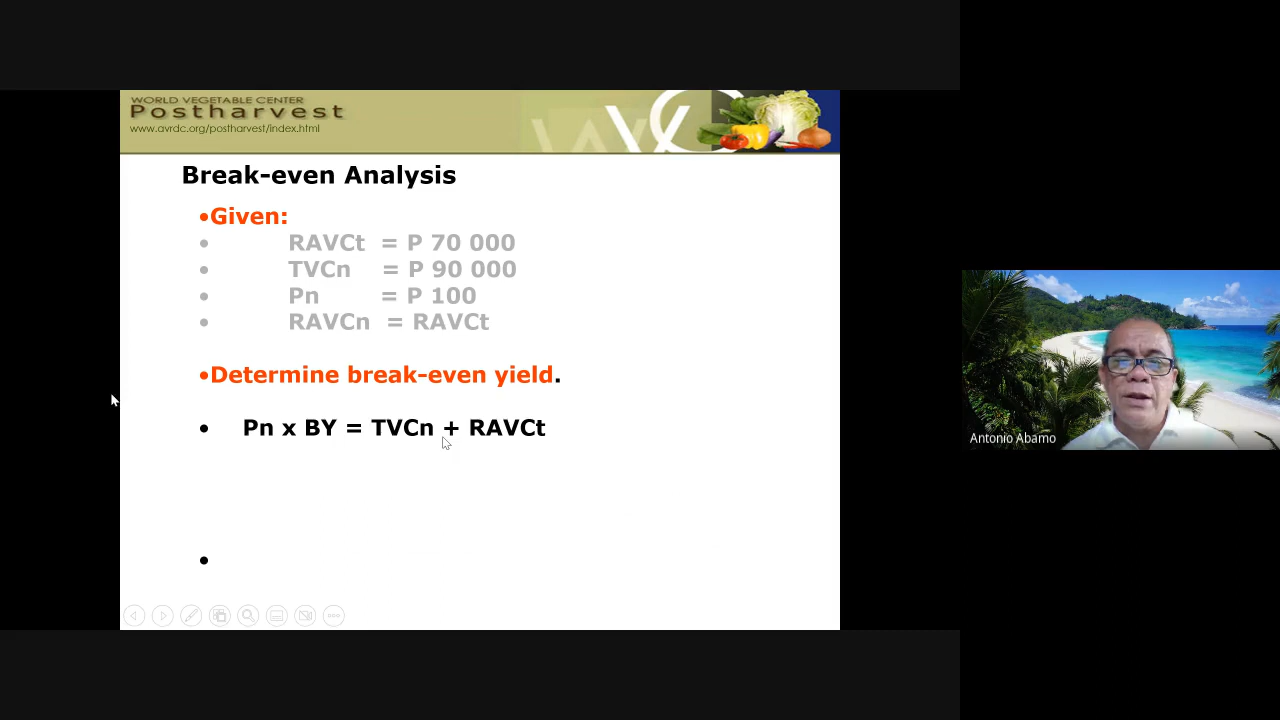 WORLD VEGETABLE CENTER
Postharvest
www.avrdc.org/postharvest/index.html
Break-even Analysis
•Given:
• RAVCt = P 70 000
• TVCn = P 90 000
• Pn = P 100
• RAVCn = RAVCt
•Determine break-even yield.
• Pn x BY = TVCn + RAVCt
•
Antonio Abamo